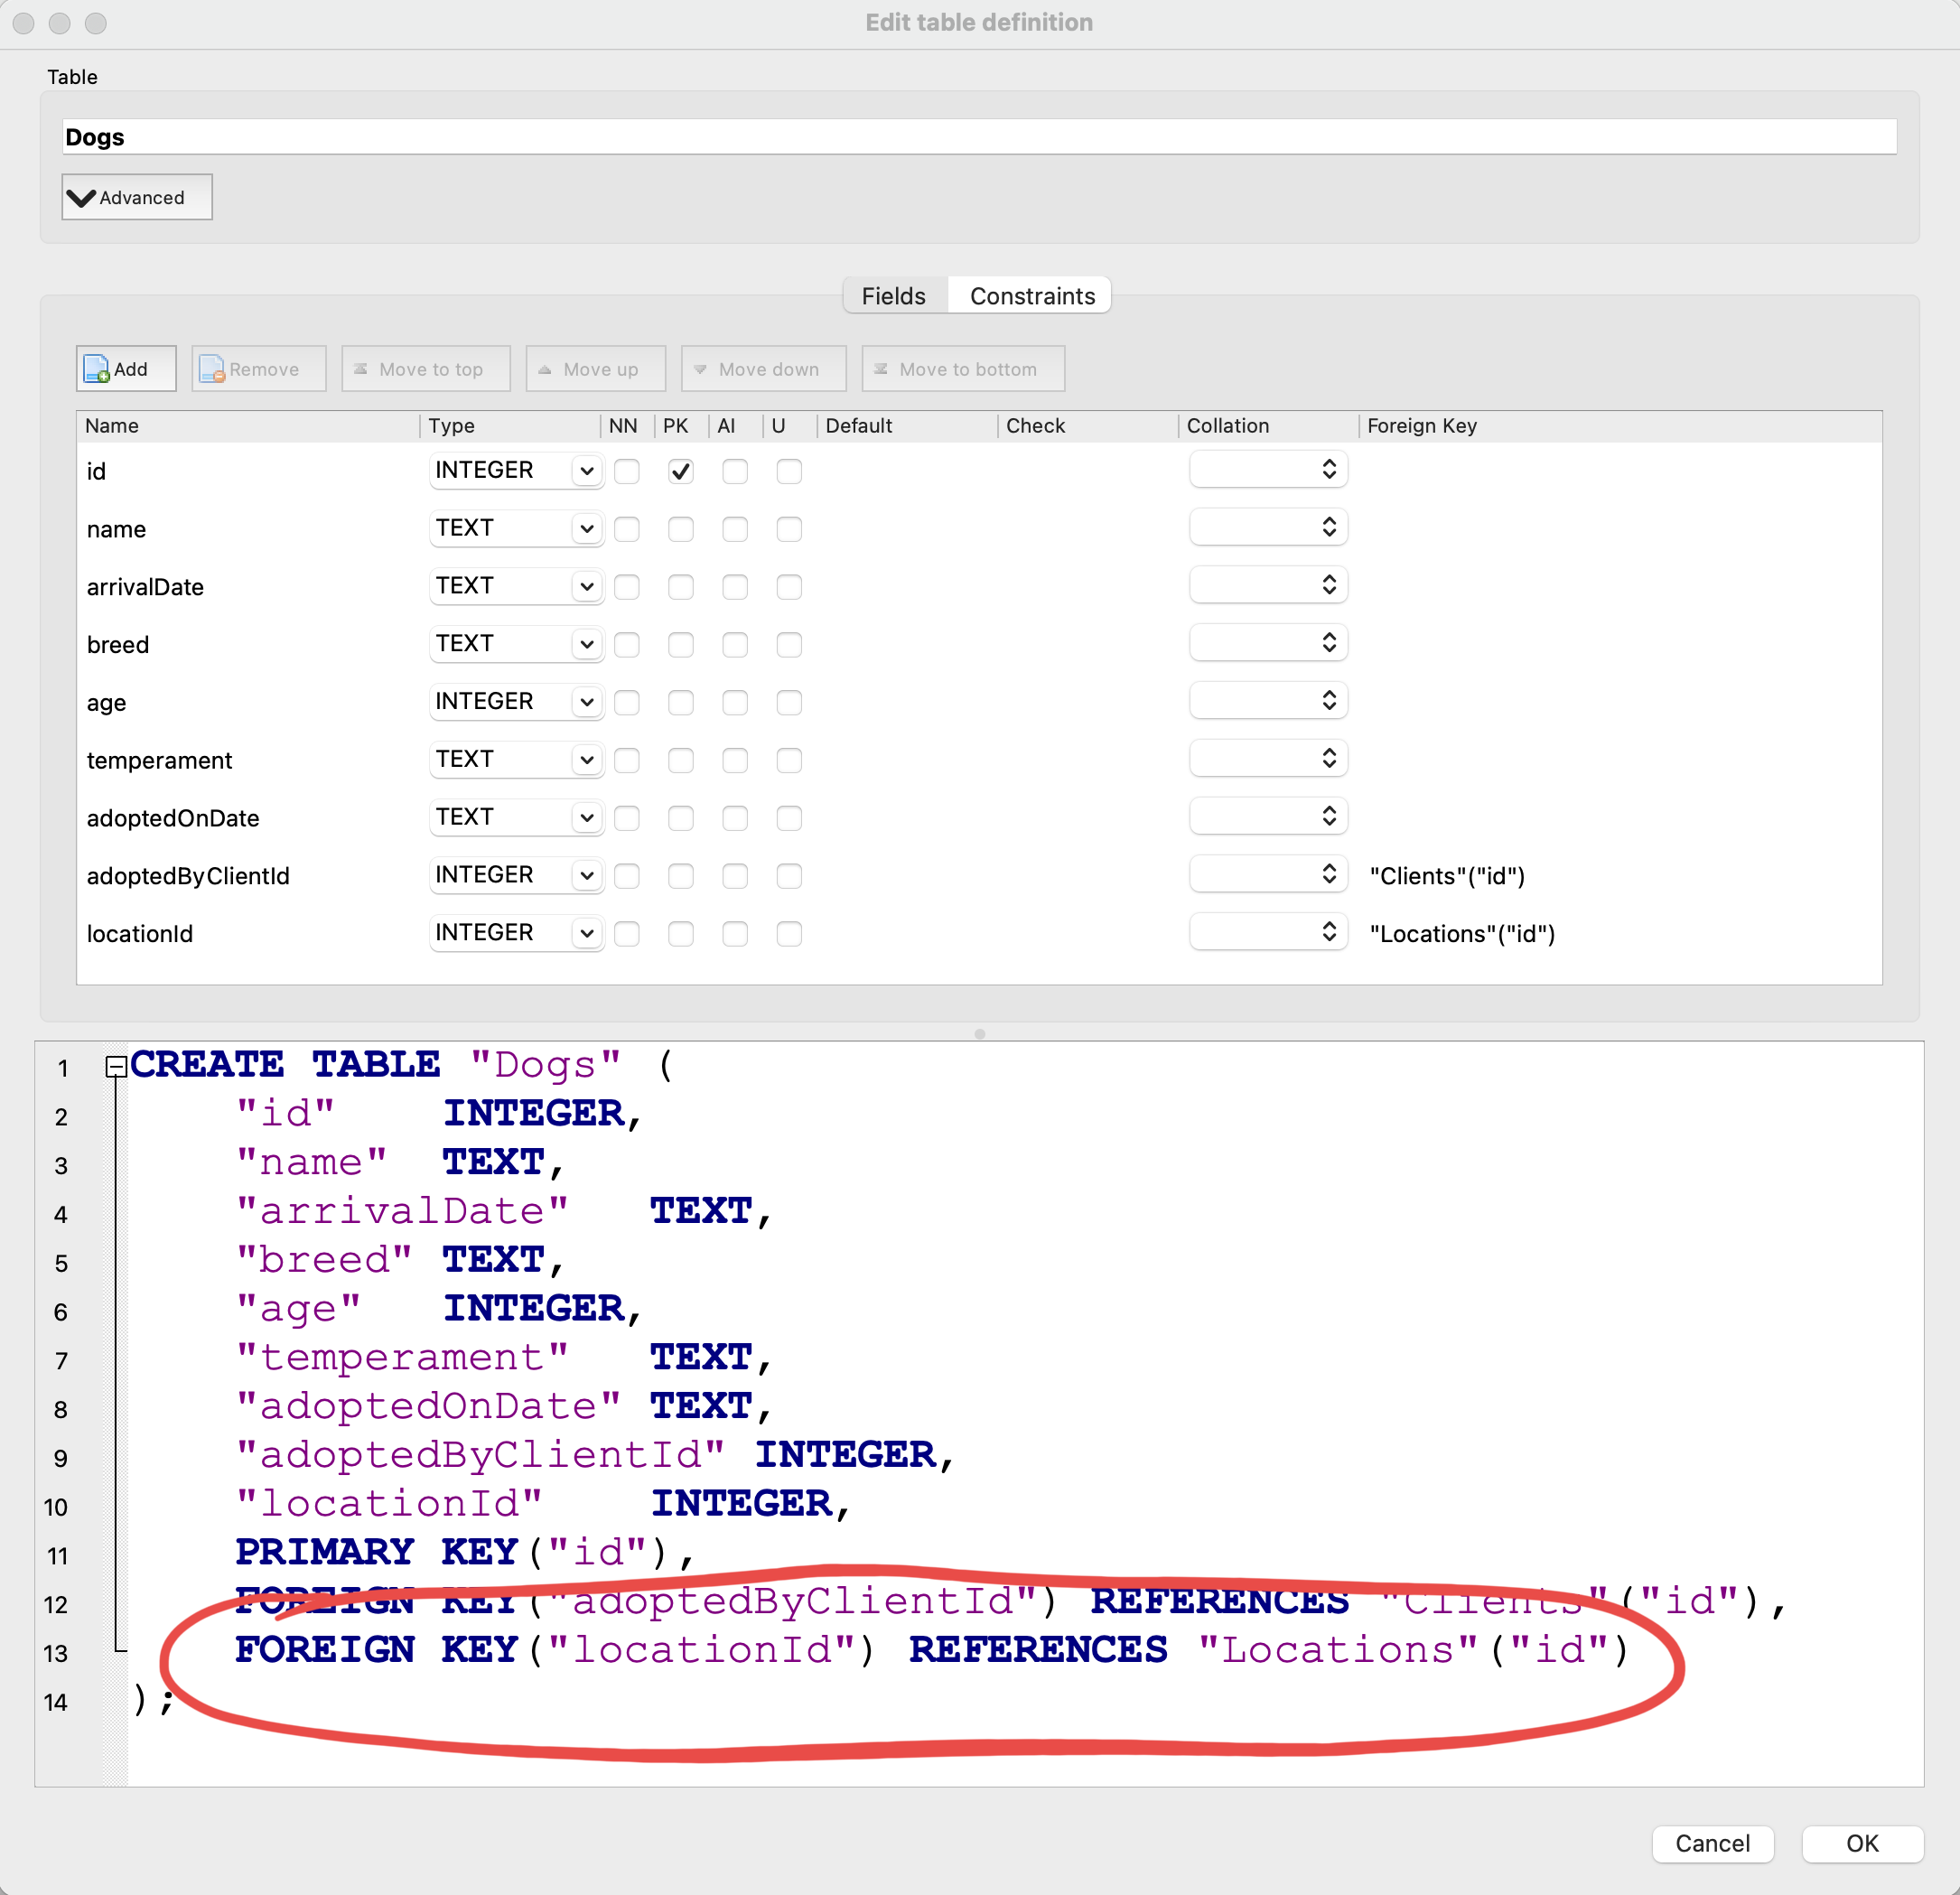 Edit table definition
Table
Dogs
Advanced
Fields Constraints
Add Remove Move to top Move up Move down Move to bottom
Name Type NN PK AI U Default Check Collation Foreign Key
id INTEGER
name TEXT
arrivalDate TEXT
breed TEXT
age INTEGER
temperament TEXT
adoptedOnDate TEXT
adoptedByClientId INTEGER "Clients"("id")
locationId INTEGER "Locations"("id")
1 CREATE TABLE "Dogs" (
2 "id" INTEGER,
3 "name" TEXT,
4 "arrivalDate" TEXT,
5 "breed" TEXT,
6 "age" INTEGER,
7 "temperament" TEXT,
8 "adoptedOnDate" TEXT,
9 "adoptedByClientId" INTEGER,
10 "locationId" INTEGER,
11 PRIMARY KEY("id"),
12 FOREIGN KEY("adoptedByClientId") REFERENCES "Clients"("id"),
13 FOREIGN KEY("locationId") REFERENCES "Locations"("id")
14 );
Cancel OK